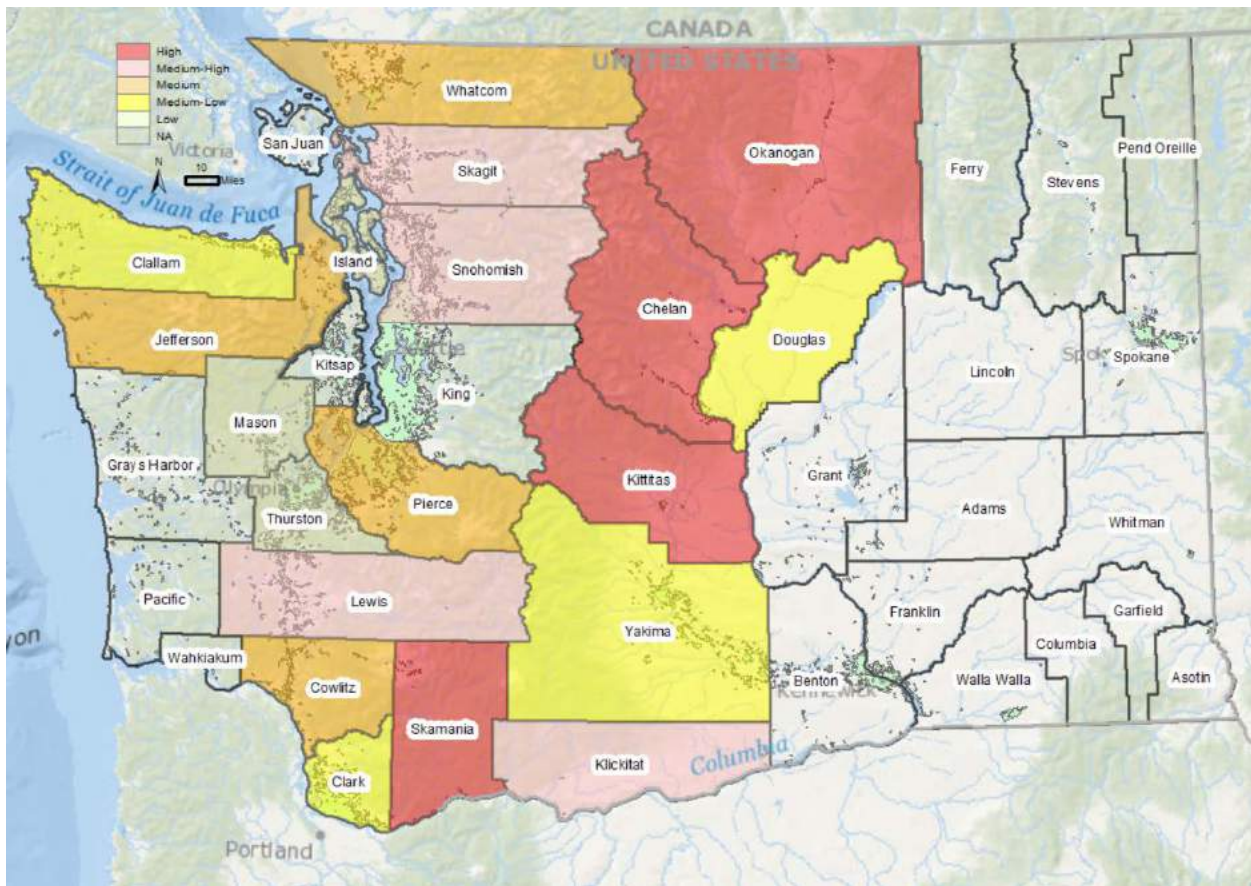 CANADA
UNITED STATES
High
Medium-High
Medium
Medium-Low
Low
NA
N
10
Miles
Victoria
Strait of
Juan de Fuca
San Juan
Whatcom
Skagit
Okanogan
Ferry
Stevens
Pend Oreille
Clallam
Island
Snohomish
Chelan
Jefferson
Douglas
Kitsap
King
Lincoln
Spokane
Mason
Grays Harbor
Kittitas
Grant
Adams
Whitman
Thurston
Pierce
Pacific
Lewis
Yakima
Franklin
Garfield
yon
Wahkiakum
Columbia
Cowlitz
Benton
Kennewick
Walla Walla
Asotin
Skamania
Klickitat
Columbia
Clark
Portland